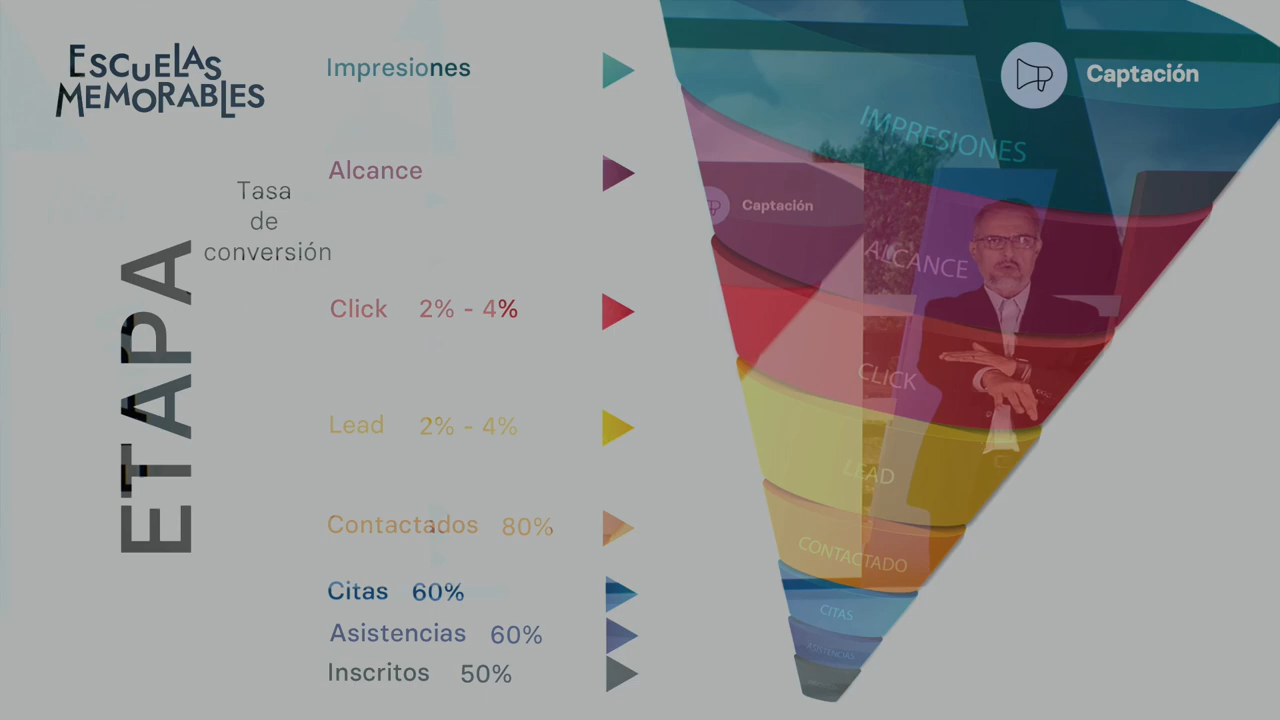 ESCUELAS
MEMORABLES
ETAPA
Tasa
de
conversión
Impresiones
Alcance
Click 2% - 4%
Lead 2% - 4%
Contactados 80%
Citas 60%
Asistencias 60%
Inscritos 50%
Captación
IMPRESIONES
Captación
ALCANCE
CLICK
LEAD
CONTACTADO
CITAS
ASISTENCIAS